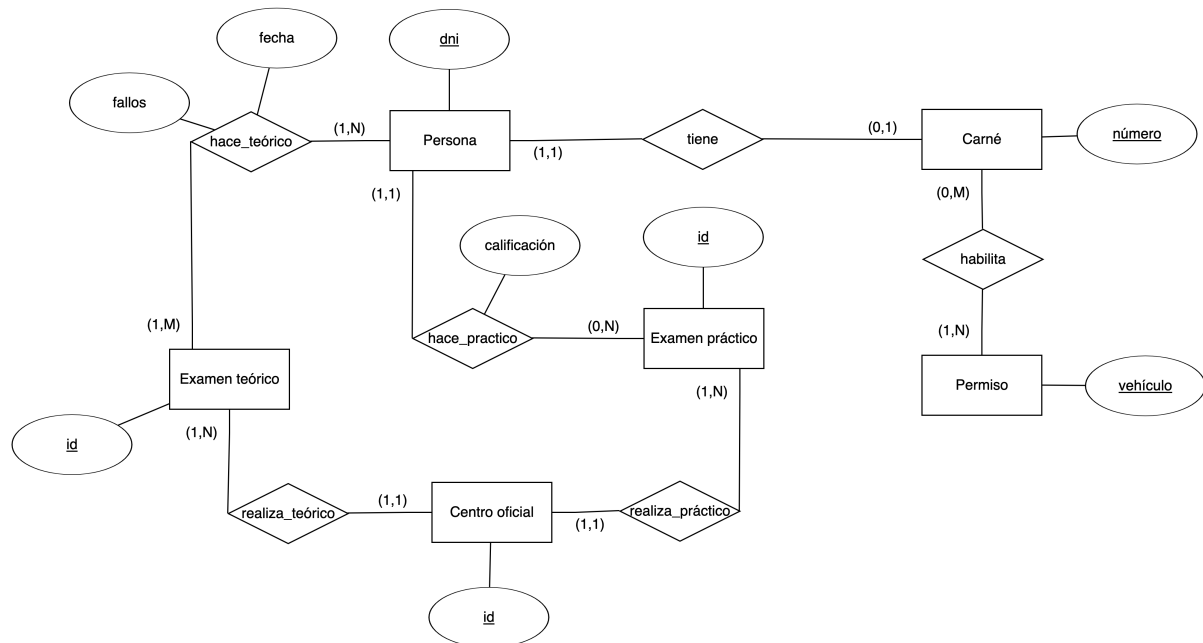 fecha
dni
fallos
hace_teórico
(1,N)
Persona
(1,1)
tiene
(0,1)
Carné
número
(1,1)
(0,M)
calificación
id
habilita
(1,M)
hace_practico
(0,N)
Examen práctico
(1,N)
Examen teórico
(1,N)
Permiso
vehículo
id
(1,N)
realiza_teórico
(1,1)
Centro oficial
(1,1)
realiza_práctico
id